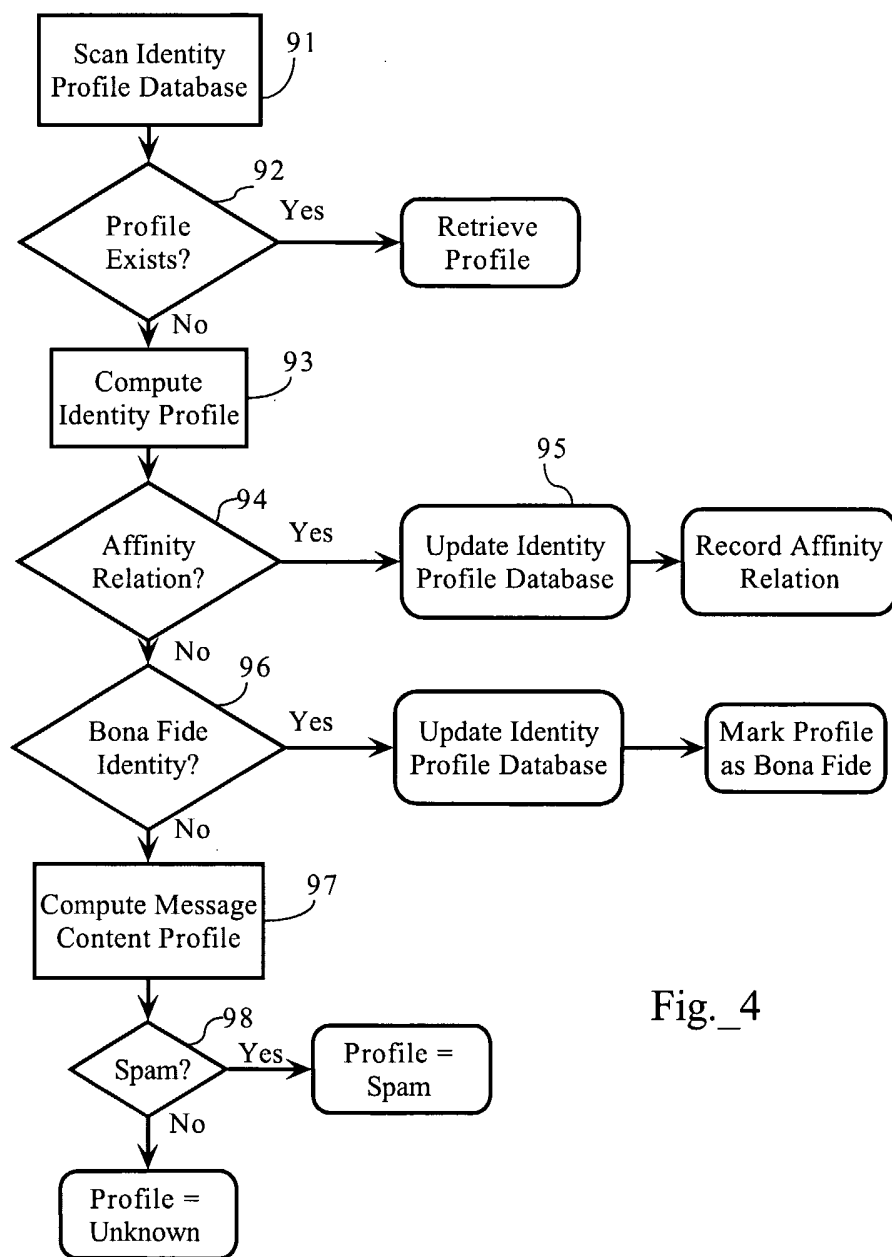 Scan Identity
Profile Database
91
92
Profile
Exists?
Yes
Retrieve
Profile
No
Compute
Identity Profile
93
94
Affinity
Relation?
Yes
95
Update Identity
Profile Database
Record Affinity
Relation
No
96
Bona Fide
Identity?
Yes
Update Identity
Profile Database
Mark Profile
as Bona Fide
No
Compute Message
Content Profile
97
98
Spam?
Yes
Profile =
Spam
No
Profile =
Unknown
Fig._4